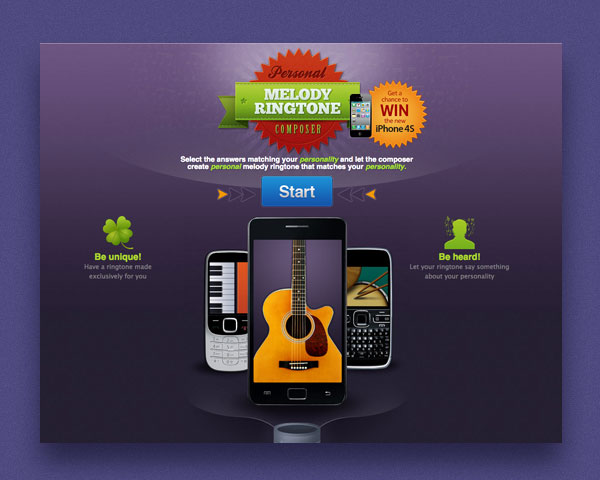 Personal
MELODY
RINGTONE
COMPOSER
Get a
chance to
WIN
the new
iPhone 4S
Select the answers matching your personality and let the composer
create personal melody ringtone that matches your personality.
Start
Be unique!
Have a ringtone made
exclusively for you
Be heard!
Let your ringtone say something
about your personality